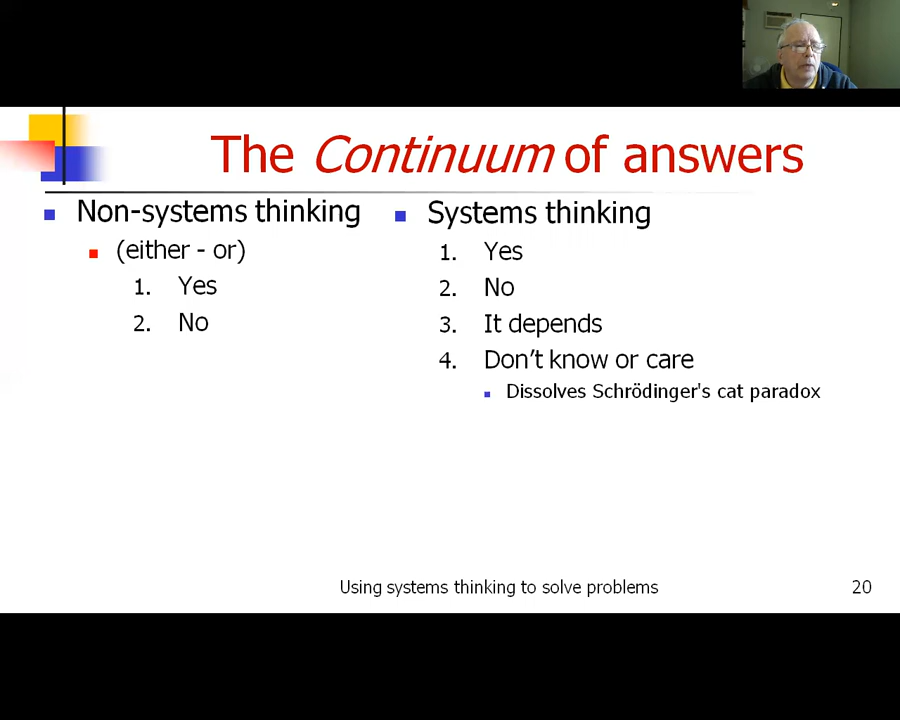 The Continuum of answers
Non-systems thinking
(either - or)
1. Yes
2. No
Systems thinking
1. Yes
2. No
3. It depends
4. Don't know or care
Dissolves Schrödinger's cat paradox
Using systems thinking to solve problems
20